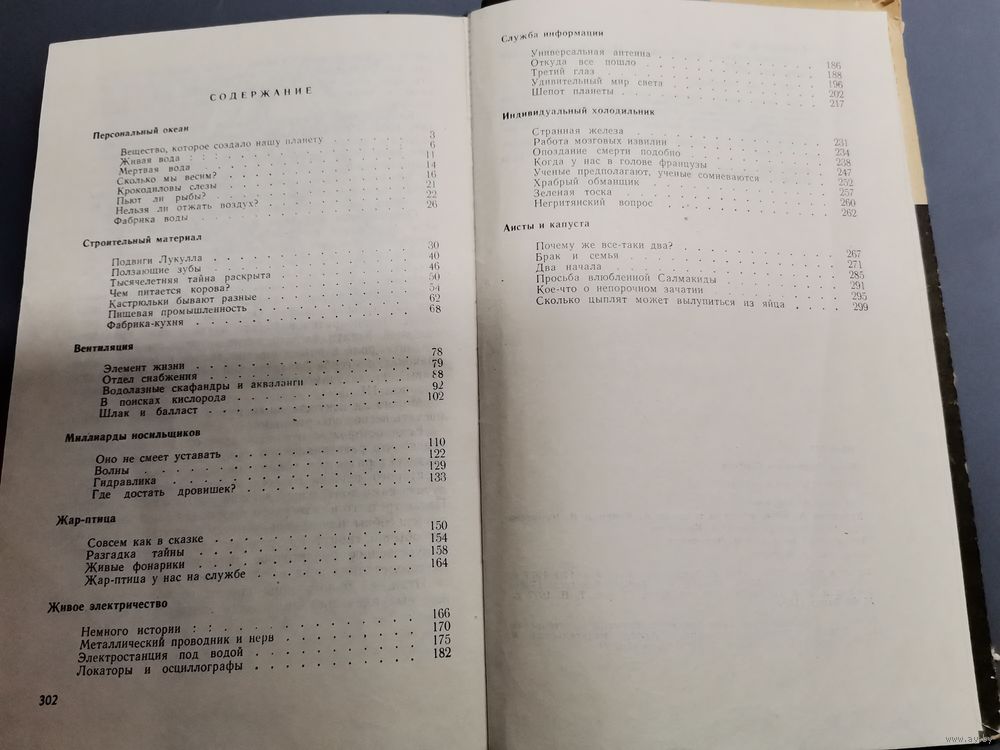 СОДЕРЖАНИЕ
Персональный океан
Вещество, которое создало нашу планету . . . . . . 3
Живая вода . . . . . . 6
Мертвая вода . . . . . . 11
Сколько мы весим? . . . . . . 14
Крокодиловы слезы . . . . . . 16
Пьют ли рыбы? . . . . . . 21
Нельзя ли отжать воздух? . . . . . . 22
Фабрика воды . . . . . . 26
Строительный материал
Подвиги Лукулла . . . . . . 30
Ползающие зубы . . . . . . 40
Тысячелетняя тайна раскрыта . . . . . . 46
Чем питается корова? . . . . . . 50
Кастрюльки бывают разные . . . . . . 54
Пищевая промышленность . . . . . . 62
Фабрика-кухня . . . . . . 68
Вентиляция
Элемент жизни . . . . . . 78
Отдел снабжения . . . . . . 79
Водолазные скафандры и акваланги . . . . . . 88
В поисках кислорода . . . . . . 92
Шлак и балласт . . . . . . 102
Миллиарды носильщиков
Оно не смеет уставать . . . . . . 110
Волны . . . . . . 122
Гидравлика . . . . . . 129
Где достать дровишек? . . . . . . 133
Жар-птица
Совсем как в сказке . . . . . . 150
Разгадка тайны . . . . . . 154
Живые фонарики . . . . . . 158
Жар-птица у нас на службе . . . . . . 164
Живое электричество
Немного истории . . . . . . 166
Металлический проводник и нерв . . . . . . 170
Электростанция под водой . . . . . . 175
Локаторы и осциллографы . . . . . . 182
302
Служба информации
Универсальная антенна . . . . . . 186
Откуда все пошло . . . . . . 188
Третий глаз . . . . . . 196
Удивительный мир света . . . . . . 202
Шепот планеты . . . . . . 217
Индивидуальный холодильник
Странная железа . . . . . . 231
Работа мозговых извилин . . . . . . 234
Опоздание смерти подобно . . . . . . 238
Когда у нас в голове французы . . . . . . 247
Ученые предполагают, ученые сомневаются . . . . . . 252
Храбрый обманщик . . . . . . 257
Зеленая тоска . . . . . . 260
Негритянский вопрос . . . . . . 262
Аисты и капуста
Почему же все-таки два? . . . . . . 267
Брак и семья . . . . . . 271
Два начала . . . . . . 285
Просьба влюбленной Салмакиды . . . . . . 291
Кое-что о непорочном зачатии . . . . . . 295
Сколько цыплят может вылупиться из яйца . . . . . . 299
www.av.by